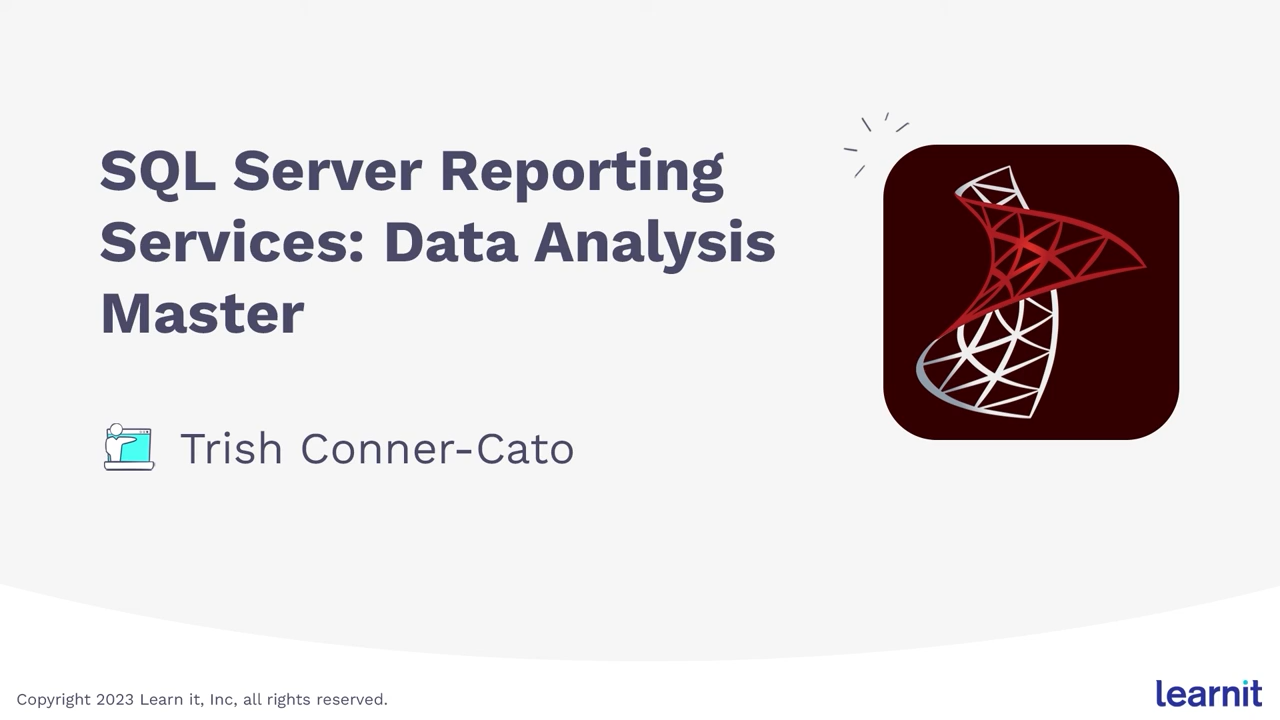 SQL Server Reporting
Services: Data Analysis
Master
Trish Conner-Cato
Copyright 2023 Learn it, Inc, all rights reserved.
learnit